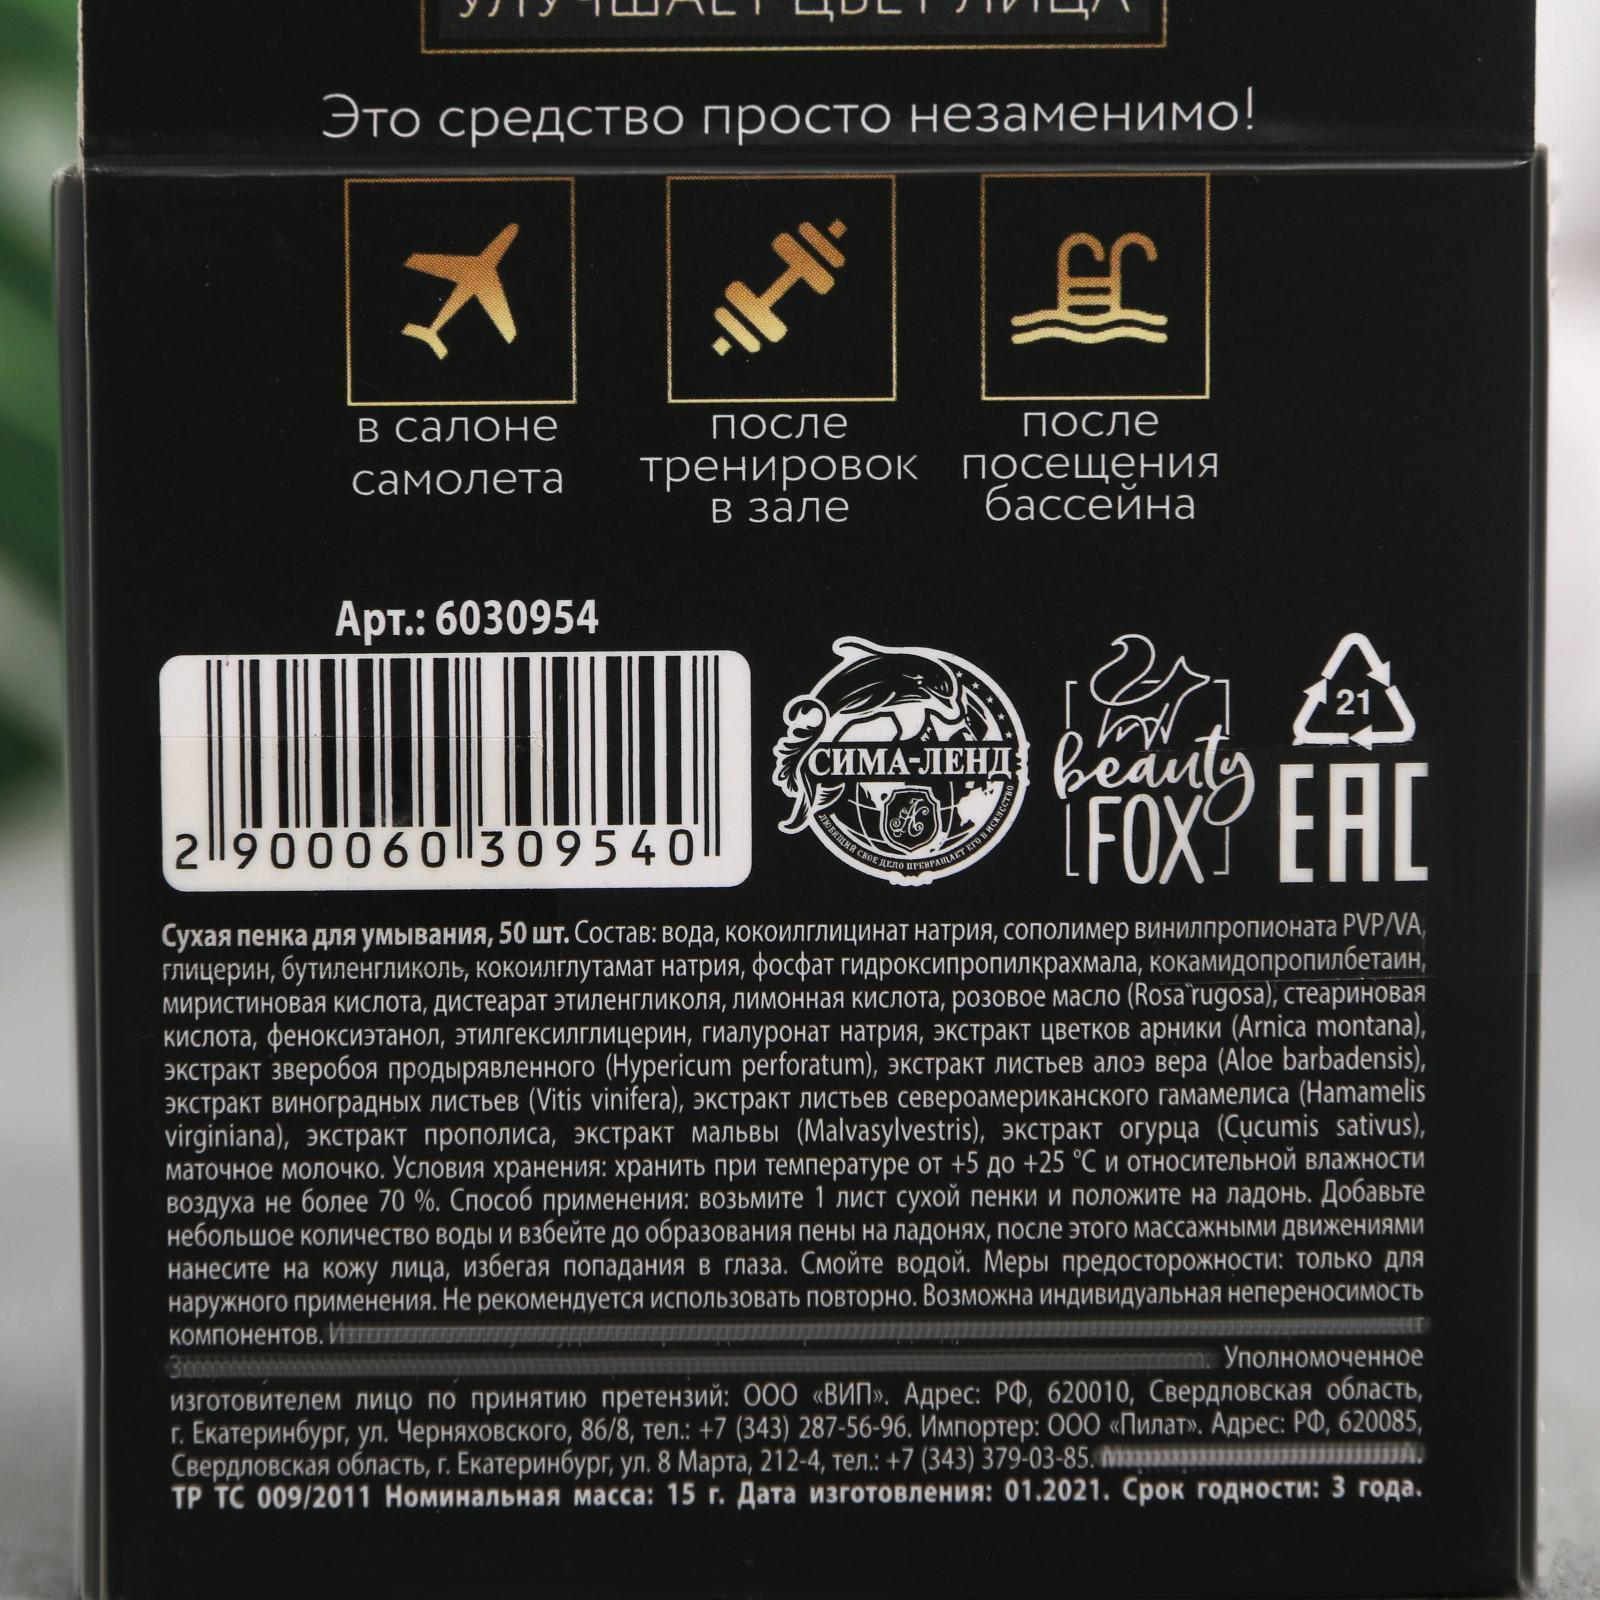 УЛУЧШАЕТ ЦВЕТ ЛИЦА
Это средство просто незаменимо!
в салоне
самолета
после
тренировок
в зале
после
посещения
бассейна
Арт.: 6030954
2 900060 309540
СИМА-ЛЕНД
ЛЮБЯЩИЙ СВОЕ ДЕЛО ПРЕВРАЩАЕТ ЕГО В ИСКУССТВО
beauty
FOX
21
EAC
Сухая пенка для умывания, 50 шт. Состав: вода, кокоилглицинат натрия, сополимер винилпропионата PVP/VA,
глицерин, бутиленгликоль, кокоилглутамат натрия, фосфат гидроксипропилкрахмала, кокамидопропилбетаин,
миристиновая кислота, дистеарат этиленгликоля, лимонная кислота, розовое масло (Rosa rugosa), стеариновая
кислота, феноксиэтанол, этилгексилглицерин, гиалуронат натрия, экстракт цветков арники (Arnica montana),
экстракт зверобоя продырявленного (Hypericum perforatum), экстракт листьев алоэ вера (Aloe barbadensis),
экстракт виноградных листьев (Vitis vinifera), экстракт листьев североамериканского гамамелиса (Hamamelis
virginiana), экстракт прополиса, экстракт мальвы (Malvasylvestris), экстракт огурца (Cucumis sativus),
маточное молочко. Условия хранения: хранить при температуре от +5 до +25 °С и относительной влажности
воздуха не более 70 %. Способ применения: возьмите 1 лист сухой пенки и положите на ладонь. Добавьте
небольшое количество воды и взбейте до образования пены на ладонях, после этого массажными движениями
нанесите на кожу лица, избегая попадания в глаза. Смойте водой. Меры предосторожности: только для
наружного применения. Не рекомендуется использовать повторно. Возможна индивидуальная непереносимость
компонентов.
Уполномоченное
изготовителем лицо по принятию претензий: ООО «ВИП». Адрес: РФ, 620010, Свердловская область,
г. Екатеринбург, ул. Черняховского, 86/8, тел.: +7 (343) 287-56-96. Импортер: ООО «Пилат». Адрес: РФ, 620085,
Свердловская область, г. Екатеринбург, ул. 8 Марта, 212-4, тел.: +7 (343) 379-03-85.
ТР ТС 009/2011 Номинальная масса: 15 г. Дата изготовления: 01.2021. Срок годности: 3 года.